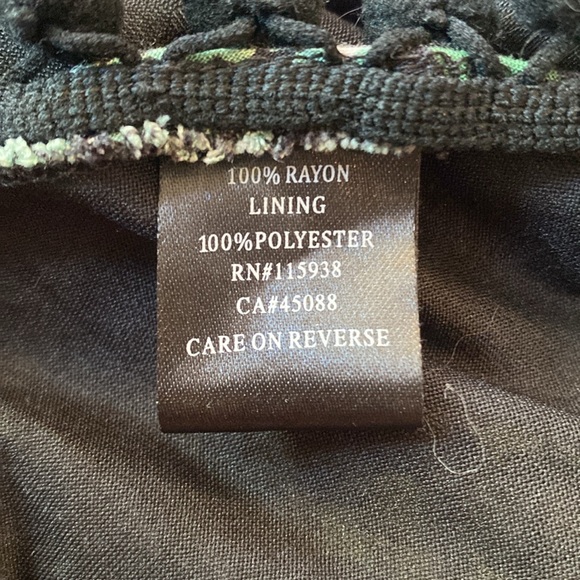 100% RAYON
LINING
100%POLYESTER
RN#115938
CA#45088
CARE ON REVERSE